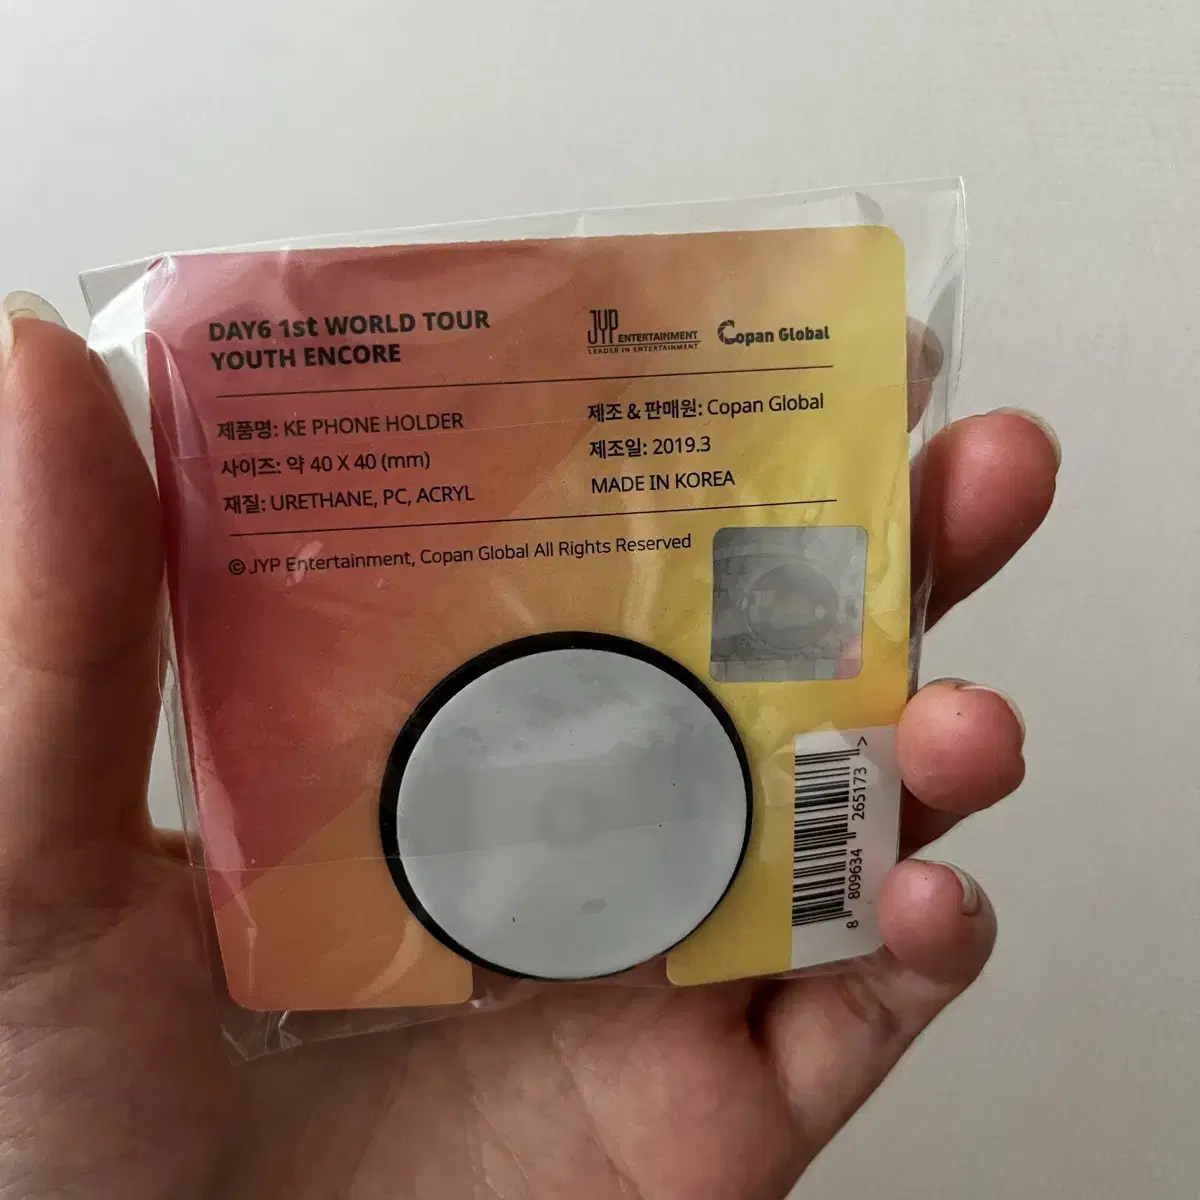 DAY6 1st WORLD TOUR
YOUTH ENCORE
JYP ENTERTAINMENT
LEADER IN ENTERTAINMENT
Copan Global
제품명: KE PHONE HOLDER
사이즈: 약 40 X 40 (mm)
재질: URETHANE, PC, ACRYL
제조 & 판매원: Copan Global
제조일: 2019.3
MADE IN KOREA
© JYP Entertainment, Copan Global All Rights Reserved
8 809634 265173 >